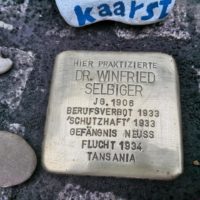 kaarst
HIER PRAKTIZIERTE
DR. WINFRIED
SELBIGER
JG. 1906
BERUFSVERBOT 1933
'SCHUTZHAFT' 1933
GEFÄNGNIS NEUSS
FLUCHT 1934
TANSANIA